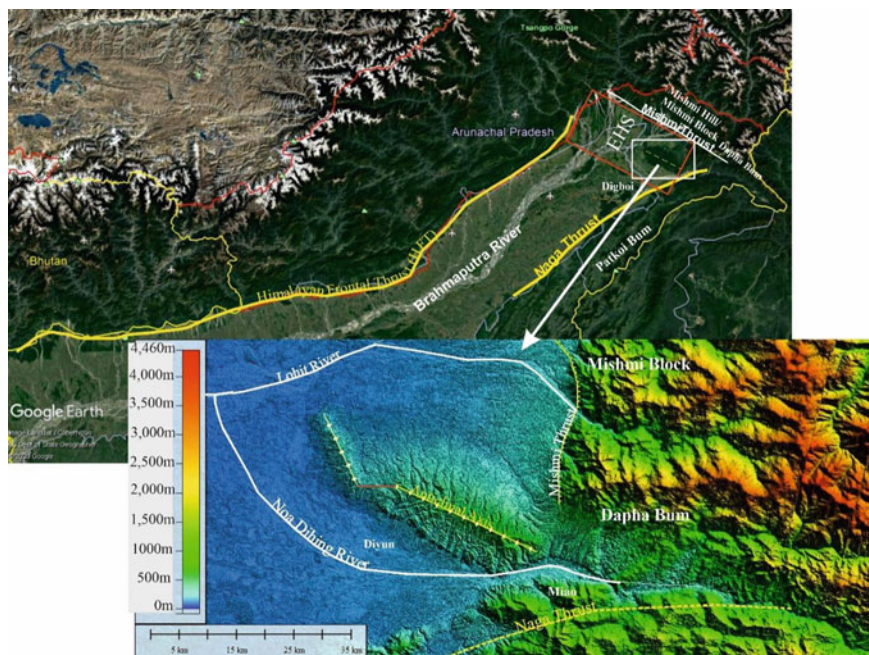 Tsangpo Gorge
Arunachal Pradesh
Mishmi Hill/
Mishmi Block
Mishmi Thrust
Dapha Bum
EHS
Digboi
Naga Thrust
Patkoi Bum
Brahmaputra River
Himalayan Frontal Thrust (HFT)
Bhutan
Google Earth
4,460m
4,000m
3,500m
3,000m
2,500m
2,000m
1,500m
1000m
500m
0m
Lohit River
Mishmi Block
Mishmi Thrust
Anticlinal Axis
Dapha Bum
Noa Dihing River
Diyun
Miao
Naga Thrust
5 km
15 km
25 km
35 km